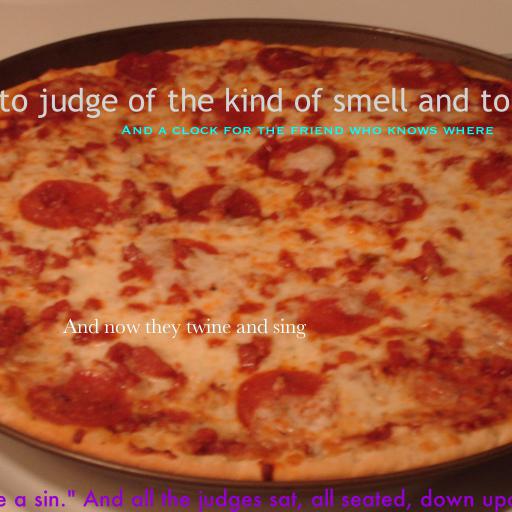 to judge of the kind of smell and to
And a clock for the friend who knows where
And now they twine and sing
e a sin." And all the judges sat, all seated, down upo